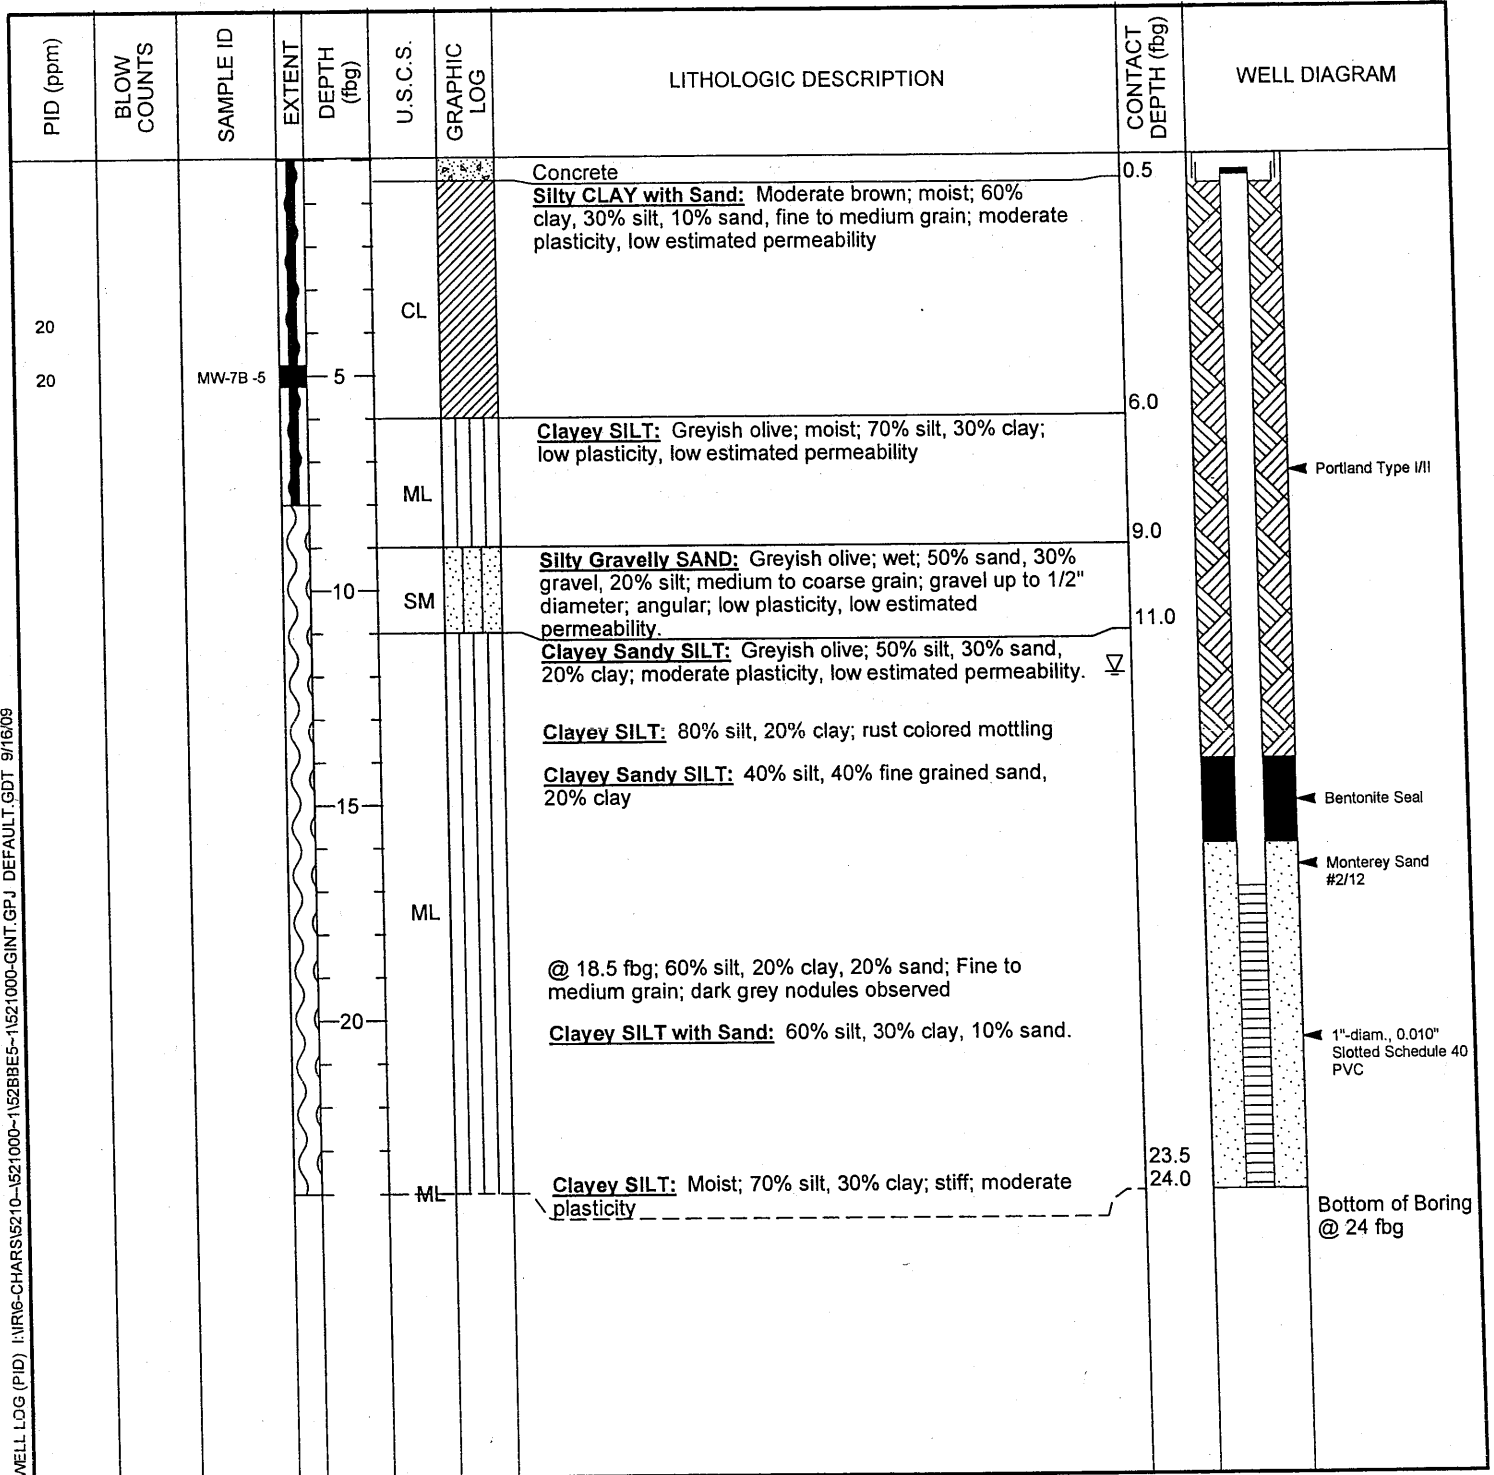 PID (ppm)
BLOW
COUNTS
SAMPLE ID
EXTENT
DEPTH
(fbg)
U.S.C.S.
GRAPHIC
LOG
LITHOLOGIC DESCRIPTION
CONTACT
DEPTH (fbg)
WELL DIAGRAM
Concrete
0.5
Silty CLAY with Sand: Moderate brown; moist; 60%
clay, 30% silt, 10% sand, fine to medium grain; moderate
plasticity, low estimated permeability
CL
20
20
MW-7B -5
5
6.0
Clayey SILT: Greyish olive; moist; 70% silt, 30% clay;
low plasticity, low estimated permeability
Portland Type I/II
ML
9.0
Silty Gravelly SAND: Greyish olive; wet; 50% sand, 30%
gravel, 20% silt; medium to coarse grain; gravel up to 1/2"
diameter; angular; low plasticity, low estimated
permeability.
10
SM
11.0
Clayey Sandy SILT: Greyish olive; 50% silt, 30% sand,
20% clay; moderate plasticity, low estimated permeability.
Clayey SILT: 80% silt, 20% clay; rust colored mottling
Clayey Sandy SILT: 40% silt, 40% fine grained sand,
20% clay
15
Bentonite Seal
Monterey Sand
#2/12
ML
@ 18.5 fbg; 60% silt, 20% clay, 20% sand; Fine to
medium grain; dark grey nodules observed
20
Clayey SILT with Sand: 60% silt, 30% clay, 10% sand.
1"-diam., 0.010"
Slotted Schedule 40
PVC
23.5
24.0
ML
Clayey SILT: Moist; 70% silt, 30% clay; stiff; moderate
plasticity
Bottom of Boring
@ 24 fbg
WELL LOG (PID) I:\IR\6-CHARS\5210--\521000~1\52BBE5~1\521000-GINT.GPJ DEFAULT.GDT 9/16/09